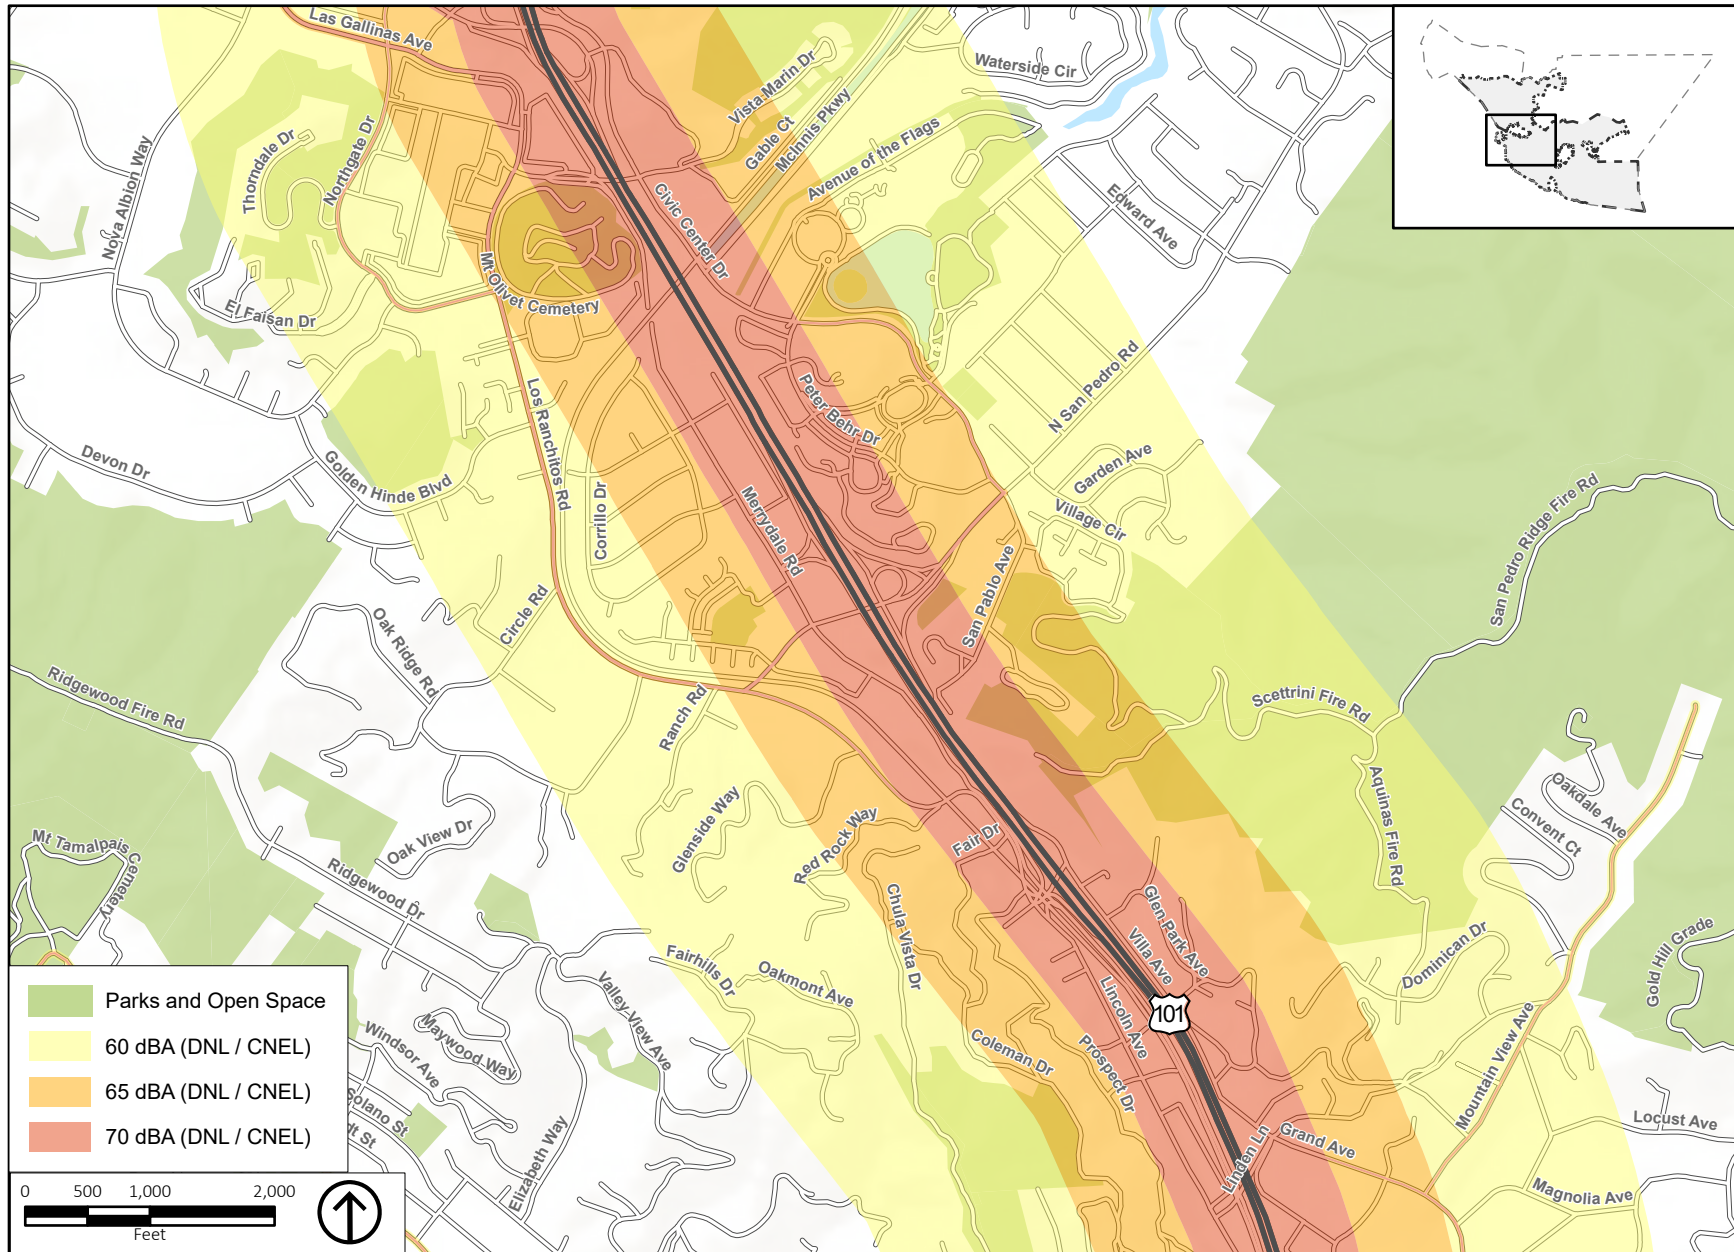 Las Gallinas Ave
Waterside Cir
Vista Marin Dr
Gable Ct
McInnis Pkwy
Avenue of the Flags
Thorndale Dr
Northgate Dr
Nova Albion Way
Civic Center Dr
Edward Ave
Mt Olivet Cemetery
El Faisan Dr
N San Pedro Rd
Peter Behr Dr
Los Ranchitos Rd
Devon Dr
Golden Hinde Blvd
Corrillo Dr
Merrydale Rd
Garden Ave
Village Cir
San Pedro Ridge Fire Rd
San Pablo Ave
Circle Rd
Oak Ridge Rd
Ridgewood Fire Rd
Ranch Rd
Scettrini Fire Rd
Aquinas Fire Rd
Oakdale Ave
Convent Ct
Glenside Way
Red Rock Way
Fair Dr
Oak View Dr
Mt Tamalpais Cemetery
Ridgewood Dr
Chula Vista Dr
Glen Park Ave
Villa Ave
Dominican Dr
Gold Hill Grade
Fairhills Dr
Oakmont Ave
Valley View Ave
Lincoln Ave
101
Coleman Dr
Prospect Dr
Mountain View Ave
Maywood Way
Windsor Ave
Solano St
dt St
Elizabeth Way
Linden Ln
Grand Ave
Locust Ave
Magnolia Ave
Parks and Open Space
60 dBA (DNL / CNEL)
65 dBA (DNL / CNEL)
70 dBA (DNL / CNEL)
0 500 1,000 2,000
Feet